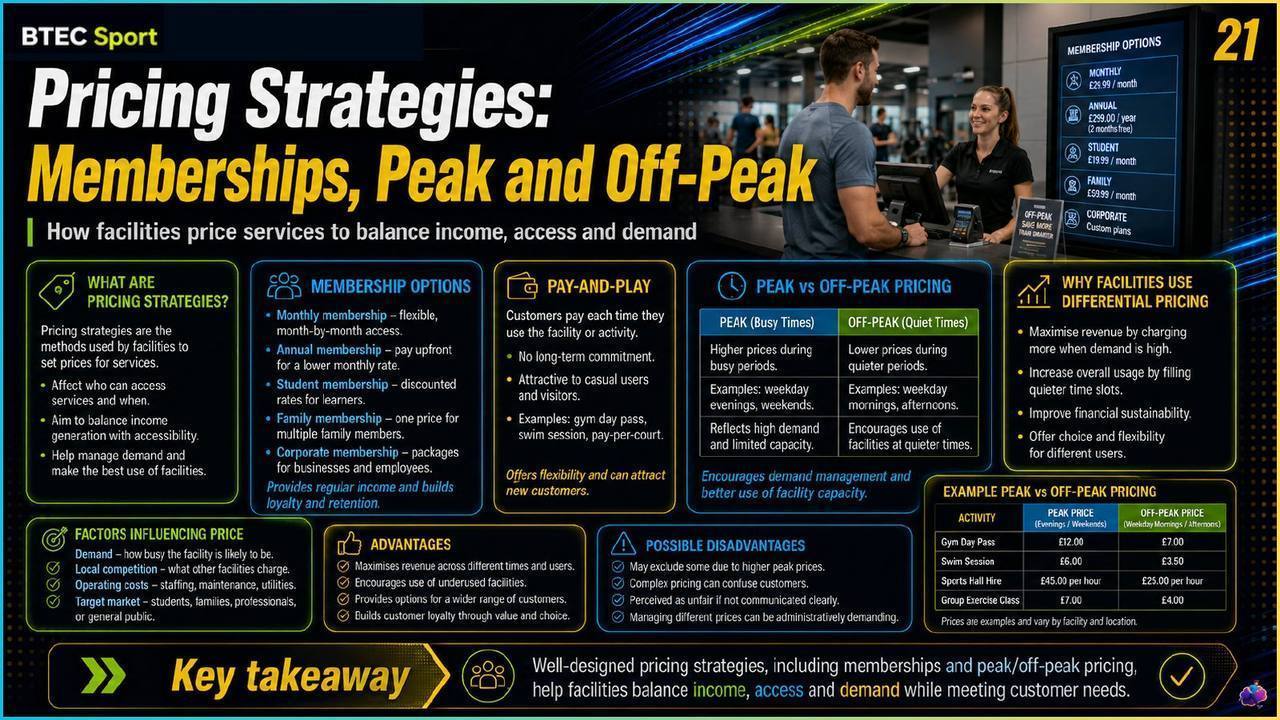 BTEC Sport
21
Pricing Strategies:
Memberships, Peak and Off-Peak
How facilities price services to balance income, access and demand
MEMBERSHIP OPTIONS
MONTHLY
£29.99 / month
ANNUAL
£299.00 / year
(2 months free)
STUDENT
£19.99 / month
FAMILY
£59.99 / month
CORPORATE
Custom plans
OFF-PEAK
SAVE MORE
WHAT ARE
PRICING STRATEGIES?
Pricing strategies are the
methods used by facilities to
set prices for services.
• Affect who can access
services and when.
• Aim to balance income
generation with accessibility.
• Help manage demand and
make the best use of facilities.
MEMBERSHIP OPTIONS
• Monthly membership – flexible,
month-by-month access.
• Annual membership – pay upfront
for a lower monthly rate.
• Student membership – discounted
rates for learners.
• Family membership – one price for
multiple family members.
• Corporate membership – packages
for businesses and employees.
Provides regular income and builds
loyalty and retention.
PAY-AND-PLAY
Customers pay each time they
use the facility or activity.
• No long-term commitment.
• Attractive to casual users
and visitors.
• Examples: gym day pass,
swim session, pay-per-court.
Offers flexibility and can attract
new customers.
PEAK vs OFF-PEAK PRICING
PEAK (Busy Times) OFF-PEAK (Quiet Times)
Higher prices during Lower prices during
busy periods. quieter periods.
Examples: weekday Examples: weekday
evenings, weekends. mornings, afternoons.
Reflects high demand Encourages use of
and limited capacity. facilities at quieter times.
Encourages demand management and
better use of facility capacity.
WHY FACILITIES USE
DIFFERENTIAL PRICING
• Maximise revenue by charging
more when demand is high.
• Increase overall usage by filling
quieter time slots.
• Improve financial sustainability.
• Offer choice and flexibility
for different users.
FACTORS INFLUENCING PRICE
Demand – how busy the facility is likely to be.
Local competition – what other facilities charge.
Operating costs – staffing, maintenance, utilities.
Target market – students, families, professionals,
or general public.
ADVANTAGES
Maximises revenue across different times and users.
Encourages use of underused facilities.
Provides options for a wider range of customers.
Builds customer loyalty through value and choice.
POSSIBLE DISADVANTAGES
May exclude some due to higher peak prices.
Complex pricing can confuse customers.
Perceived as unfair if not communicated clearly.
Managing different prices can be administratively demanding.
EXAMPLE PEAK vs OFF-PEAK PRICING
ACTIVITY PEAK PRICE OFF-PEAK PRICE
(Evenings / Weekends) (Weekday Mornings / Afternons)
Gym Day Pass £12.00 £7.00
Swim Session £6.00 £3.50
Sports Hall Hire £45.00 per hour £25.00 per hour
Group Exercise Class £7.00 £4.00
Prices are examples and vary by facility and location.
Key takeaway
Well-designed pricing strategies, including memberships and peak/off-peak pricing,
help facilities balance income, access and demand while meeting customer needs.